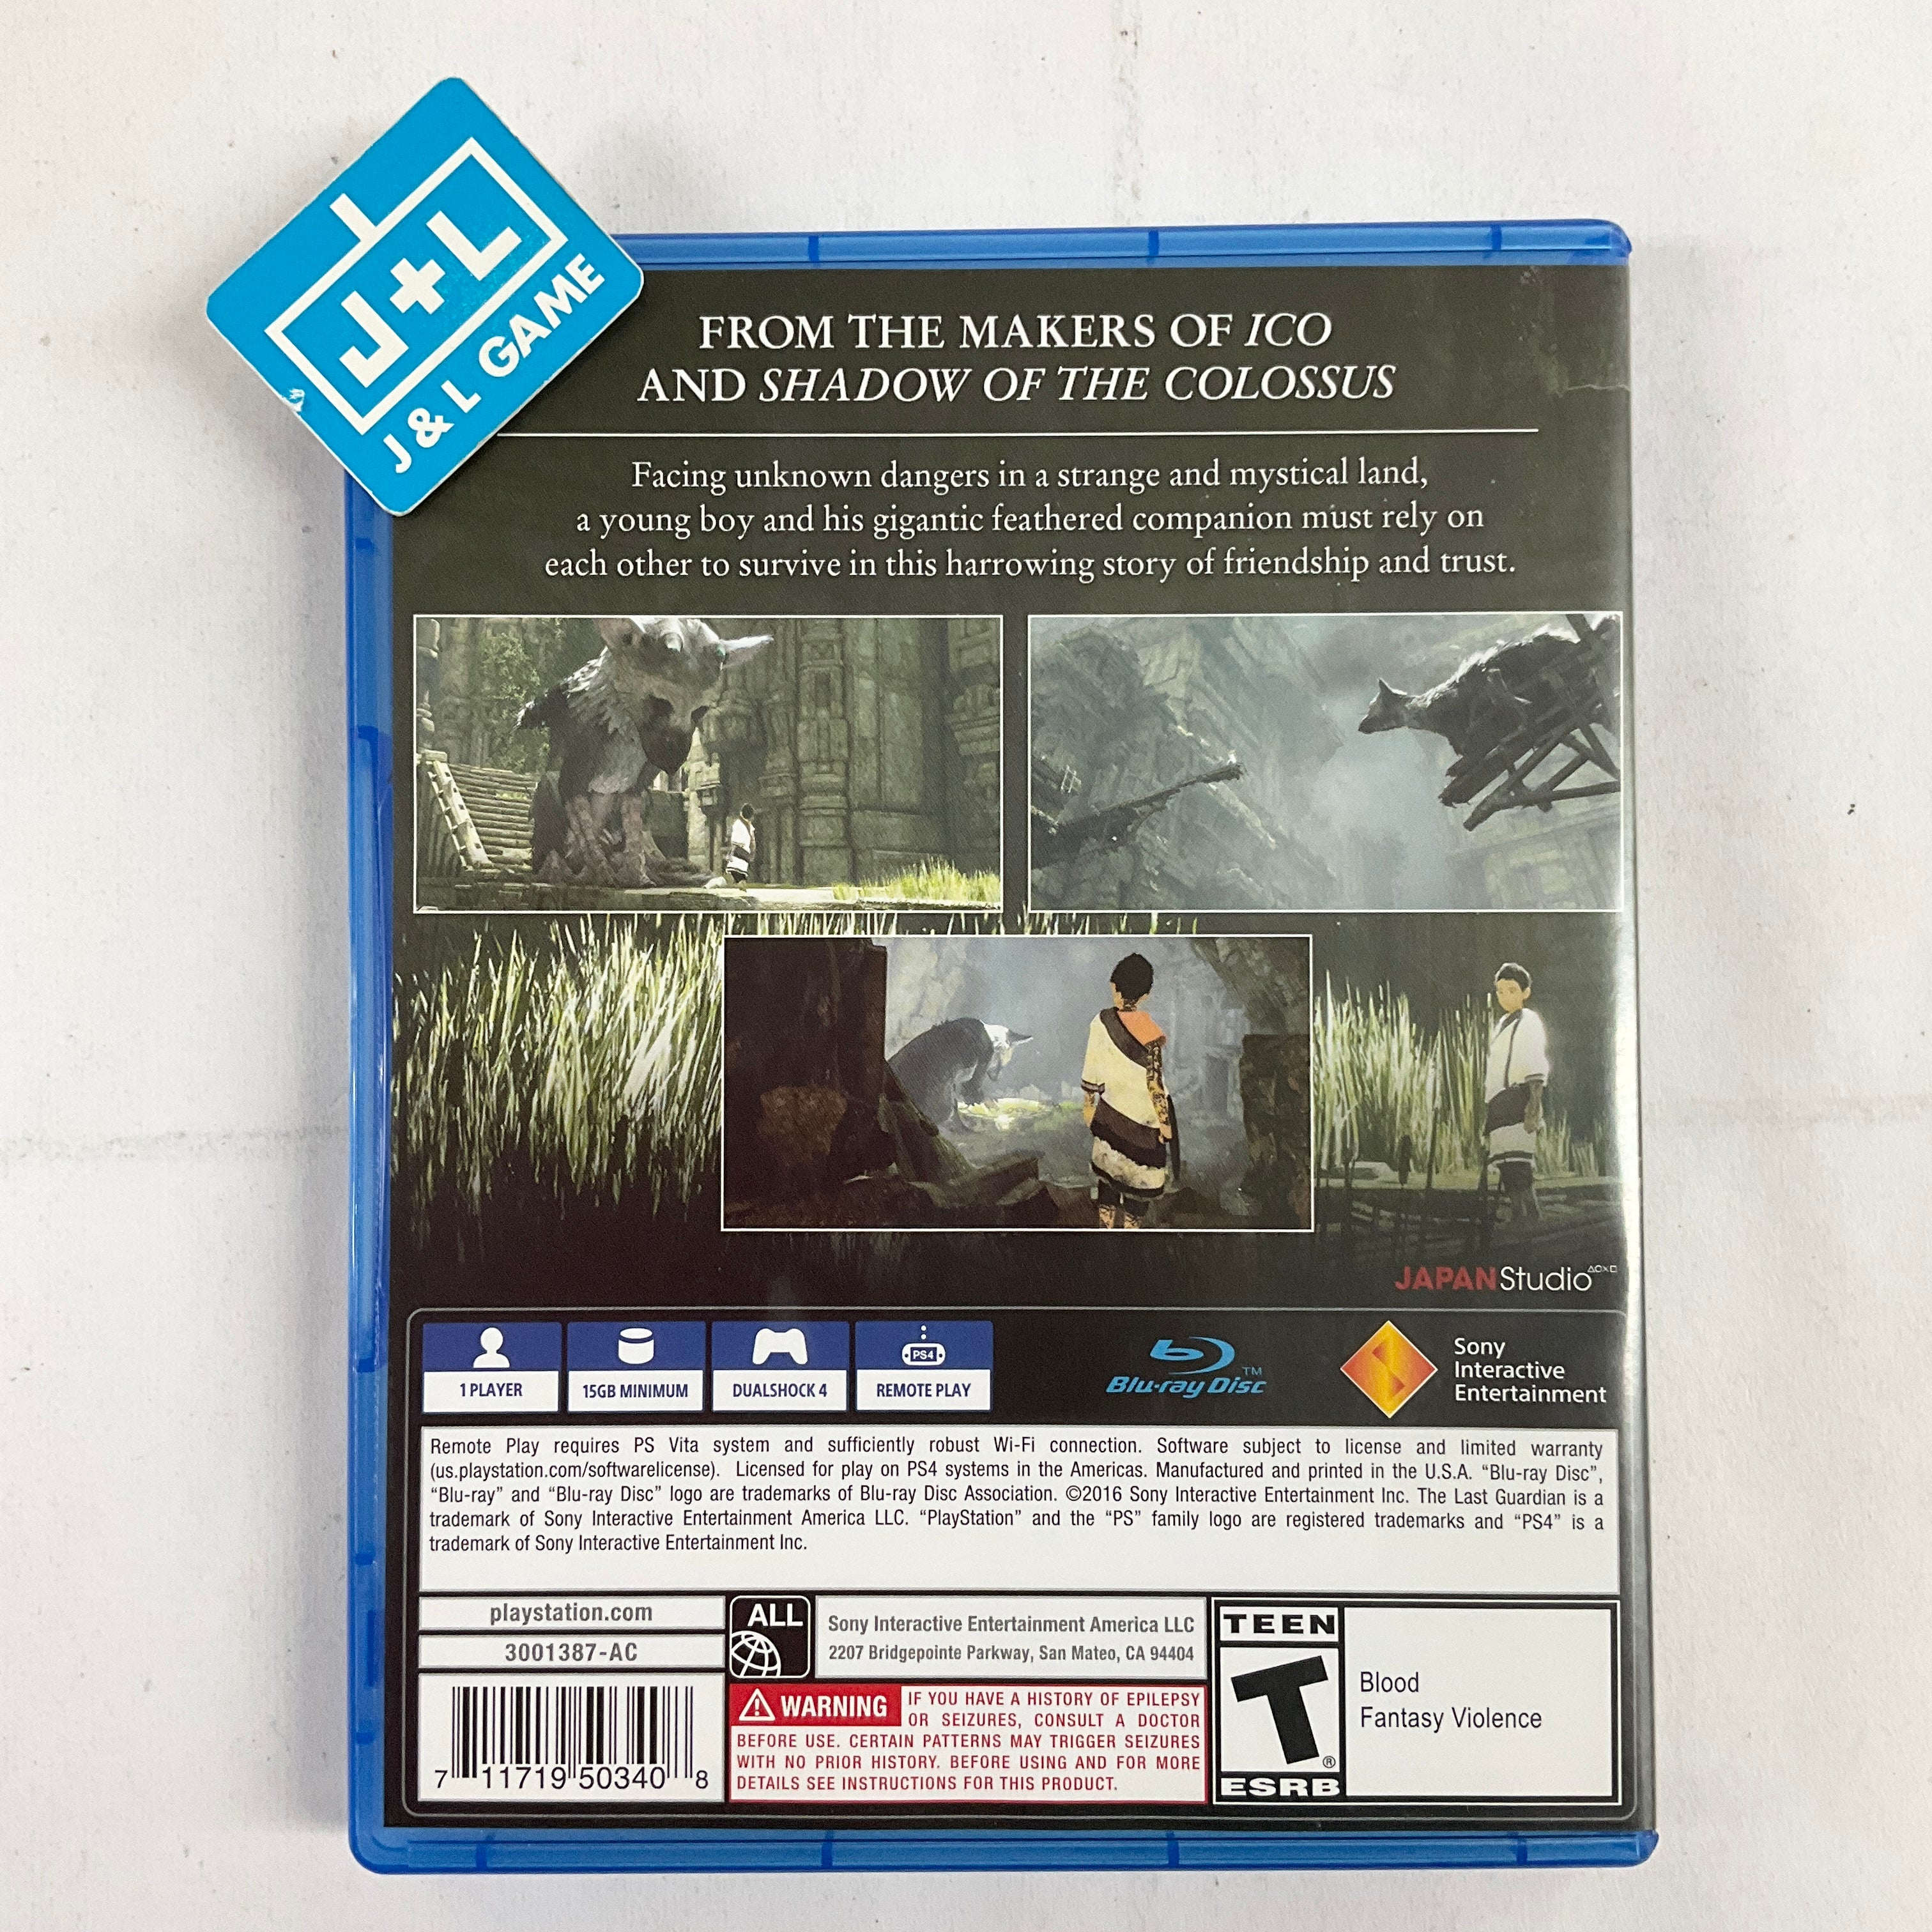 J+L
J & L GAME
FROM THE MAKERS OF ICO
AND SHADOW OF THE COLOSSUS
Facing unknown dangers in a strange and mystical land,
a young boy and his gigantic feathered companion must rely on
each other to survive in this harrowing story of friendship and trust.
JAPANStudio
1 PLAYER
15GB MINIMUM
PS4
DUALSHOCK 4
REMOTE PLAY
Blu-ray Disc™
Sony
Interactive
Entertainment
Remote Play requires PS Vita system and sufficiently robust Wi-Fi connection. Software subject to license and limited warranty
(us.playstation.com/softwarelicense). Licensed for play on PS4 systems in the Americas. Manufactured and printed in the U.S.A. “Blu-ray Disc”,
“Blu-ray” and “Blu-ray Disc” logo are trademarks of Blu-ray Disc Association. ©2016 Sony Interactive Entertainment Inc. The Last Guardian is a
trademark of Sony Interactive Entertainment America LLC. “PlayStation” and the “PS” family logo are registered trademarks and “PS4” is a
trademark of Sony Interactive Entertainment Inc.
playstation.com
3001387-AC
7 11719 50340 8
ALL
Sony Interactive Entertainment America LLC
2207 Bridgepointe Parkway, San Mateo, CA 94404
WARNING IF YOU HAVE A HISTORY OF EPILEPSY
OR SEIZURES, CONSULT A DOCTOR
BEFORE USE. CERTAIN PATTERNS MAY TRIGGER SEIZURES
WITH NO PRIOR HISTORY. BEFORE USING AND FOR MORE
DETAILS SEE INSTRUCTIONS FOR THIS PRODUCT.
TEEN
T®
ESRB
Blood
Fantasy Violence